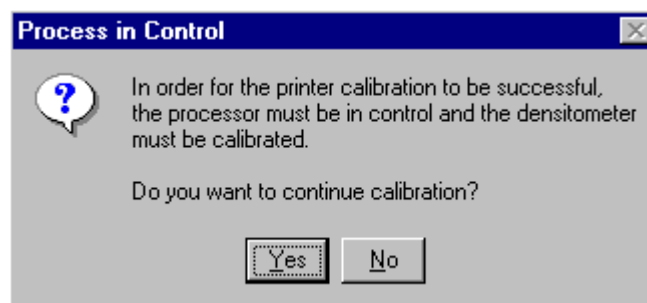 Process in Control
In order for the printer calibration to be successful,
the processor must be in control and the densitometer
must be calibrated.
Do you want to continue calibration?
Yes No